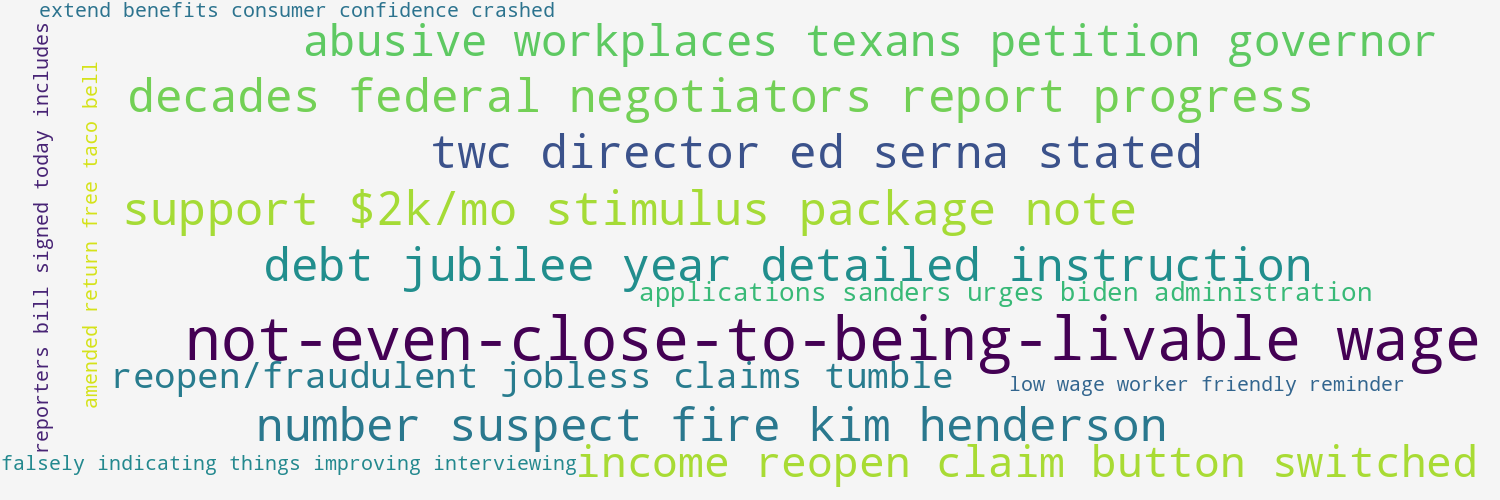 extend benefits consumer confidence crashed
abusive workplaces texans petition governor
decades federal negotiators report progress
twc director ed serna stated
support $2k/mo stimulus package note
debt jubilee year detailed instruction
applications sanders urges biden administration
not-even-close-to-being-livable wage
reopen/fraudulent jobless claims tumble
low wage worker friendly reminder
number suspect fire kim henderson
falsely indicating things improving interviewing
income reopen claim button switched
reporters bill signed today includes
amended return free taco bell